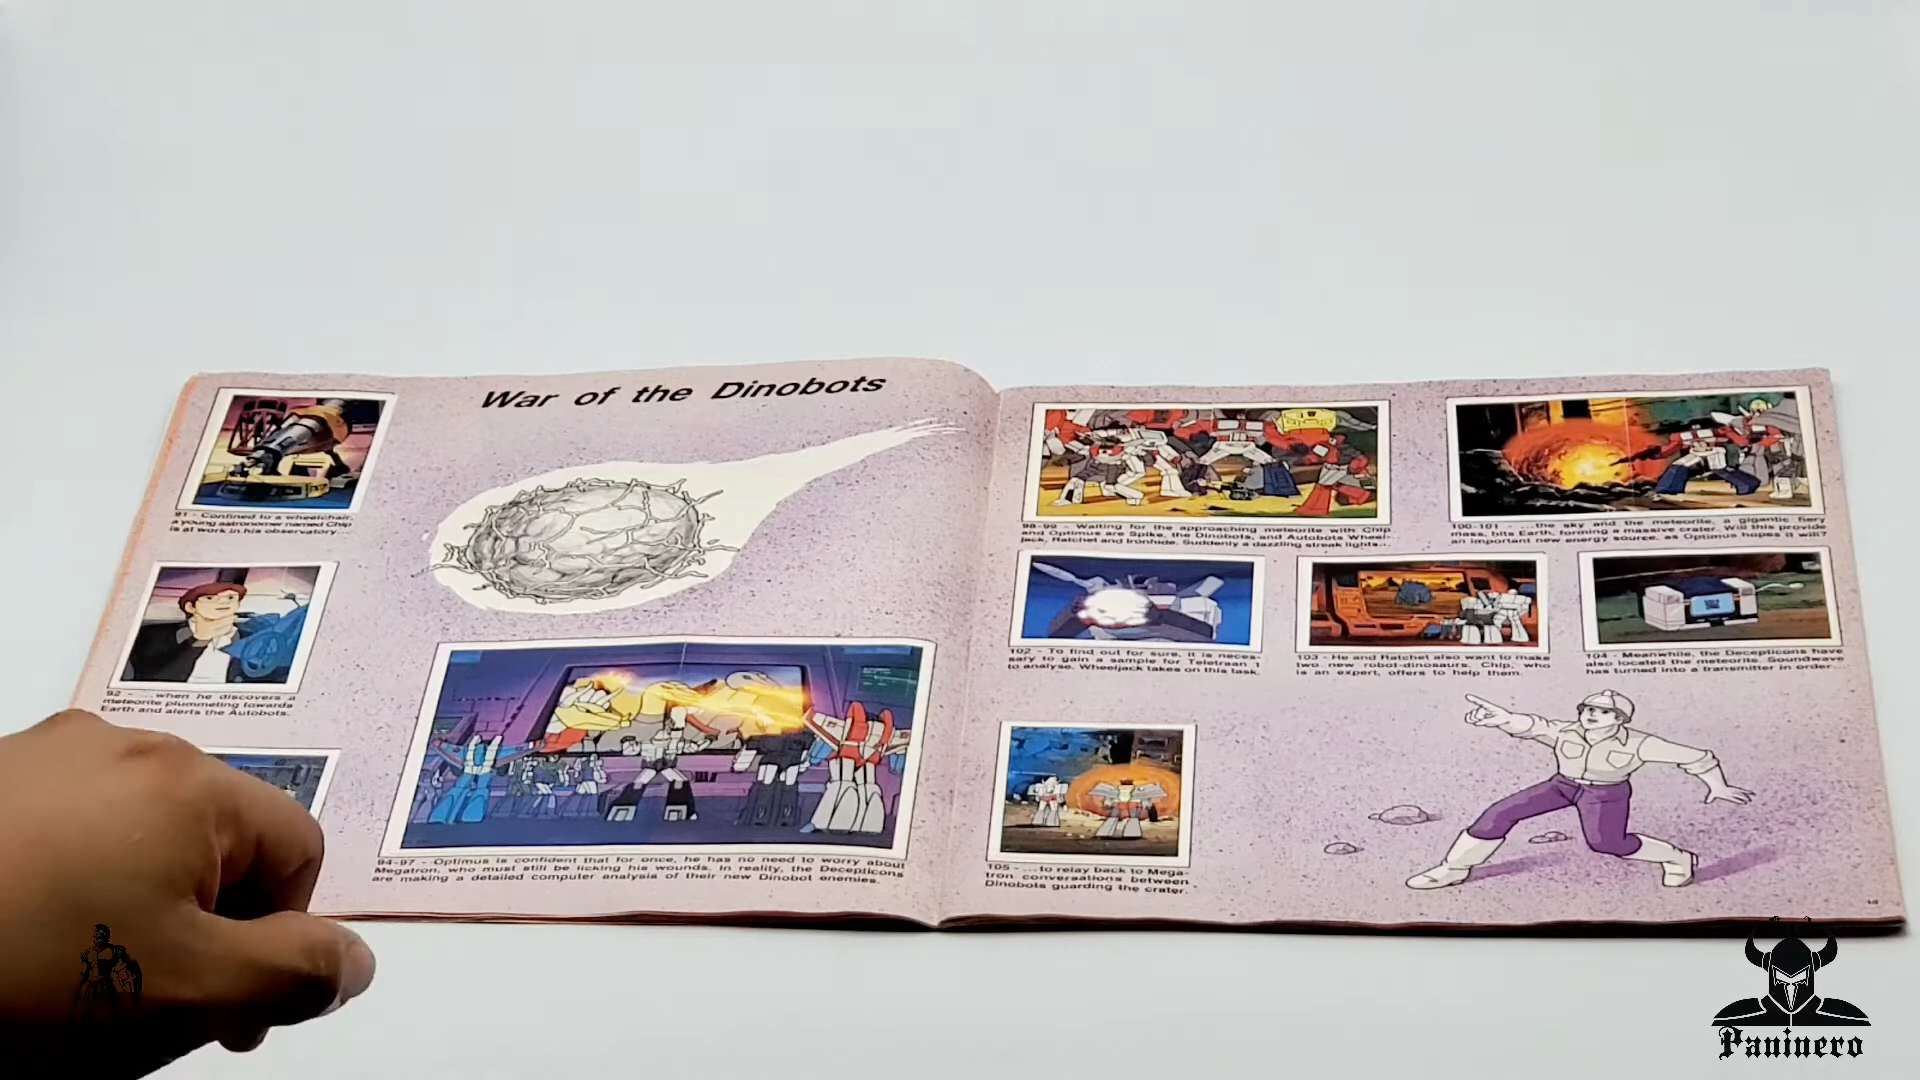 War of the Dinobots
91 - Confined to a wheelchair,
a young astronomer named Chip
is at work in his observatory...
92 - ....when he discovers a
meteorite plummeting towards
Earth and alerts the Autobots.
94-97 - Optimus is confident that for once, he has no need to worry about
Megatron, who must still be licking his wounds. In reality, the Decepticons
are making a detailed computer analysis of their new Dinobot enemies.
98-99 - Waiting for the approaching meteorite with Chip
and Optimus are Spike, the Dinobots, and Autobots Wheel-
jack, Ratchet and Ironhide. Suddenly a dazzling streak lights...
100-101 - ...the sky and the meteorite, a gigantic fiery
mass, hits Earth, forming a massive crater. Will this provide
an important new energy source, as Optimus hopes it will?
102 - To find out for sure, it is neces-
sary to gain a sample for Teletraan 1
to analyse. Wheeljack takes on this task.
103 - He and Ratchet also want to make
two new robot-dinosaurs. Chip, who
is an expert, offers to help them.
104 - Meanwhile, the Decepticons have
also located the meteorite. Soundwave
has turned into a transmitter in order...
105 - ...to relay back to Mega-
tron conversations between
Dinobots guarding the crater.
Paninero